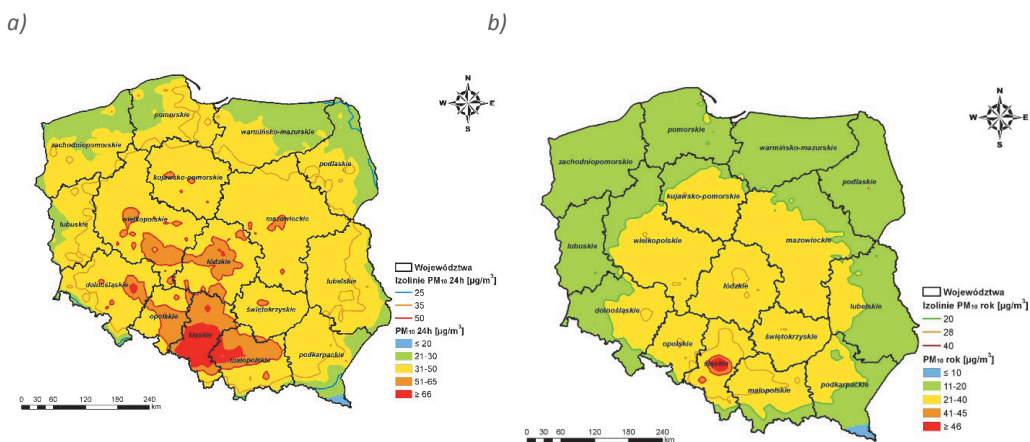 a)
b)
N
W E
S
pomorskie
zachodniopomorskie
warmińsko-mazurskie
podlaskie
kujawsko-pomorskie
wielkopolskie
mazowieckie
lubuskie
łódzkie
dolnośląskie
lubelskie
opolskie
świętokrzyskie
śląskie
małopolskie
podkarpackie
Województwa
Izolinie PM10 24h [µg/m³]
25
35
50
PM10 24h [µg/m³]
≤ 20
21-30
31-50
51-65
≥ 66
0 30 60 120 180 240
km
N
W E
S
pomorskie
warmińsko-mazurskie
zachodniopomorskie
podlaskie
kujawsko-pomorskie
wielkopolskie
mazowieckie
lubuskie
łódzkie
lubelskie
dolnośląskie
świętokrzyskie
opolskie
śląskie
małopolskie
podkarpackie
Województwa
Izolinie PM10 rok [µg/m³]
20
28
40
PM10 rok [µg/m³]
≤ 10
11-20
21-40
41-45
≥ 46
0 30 60 120 180 240
km